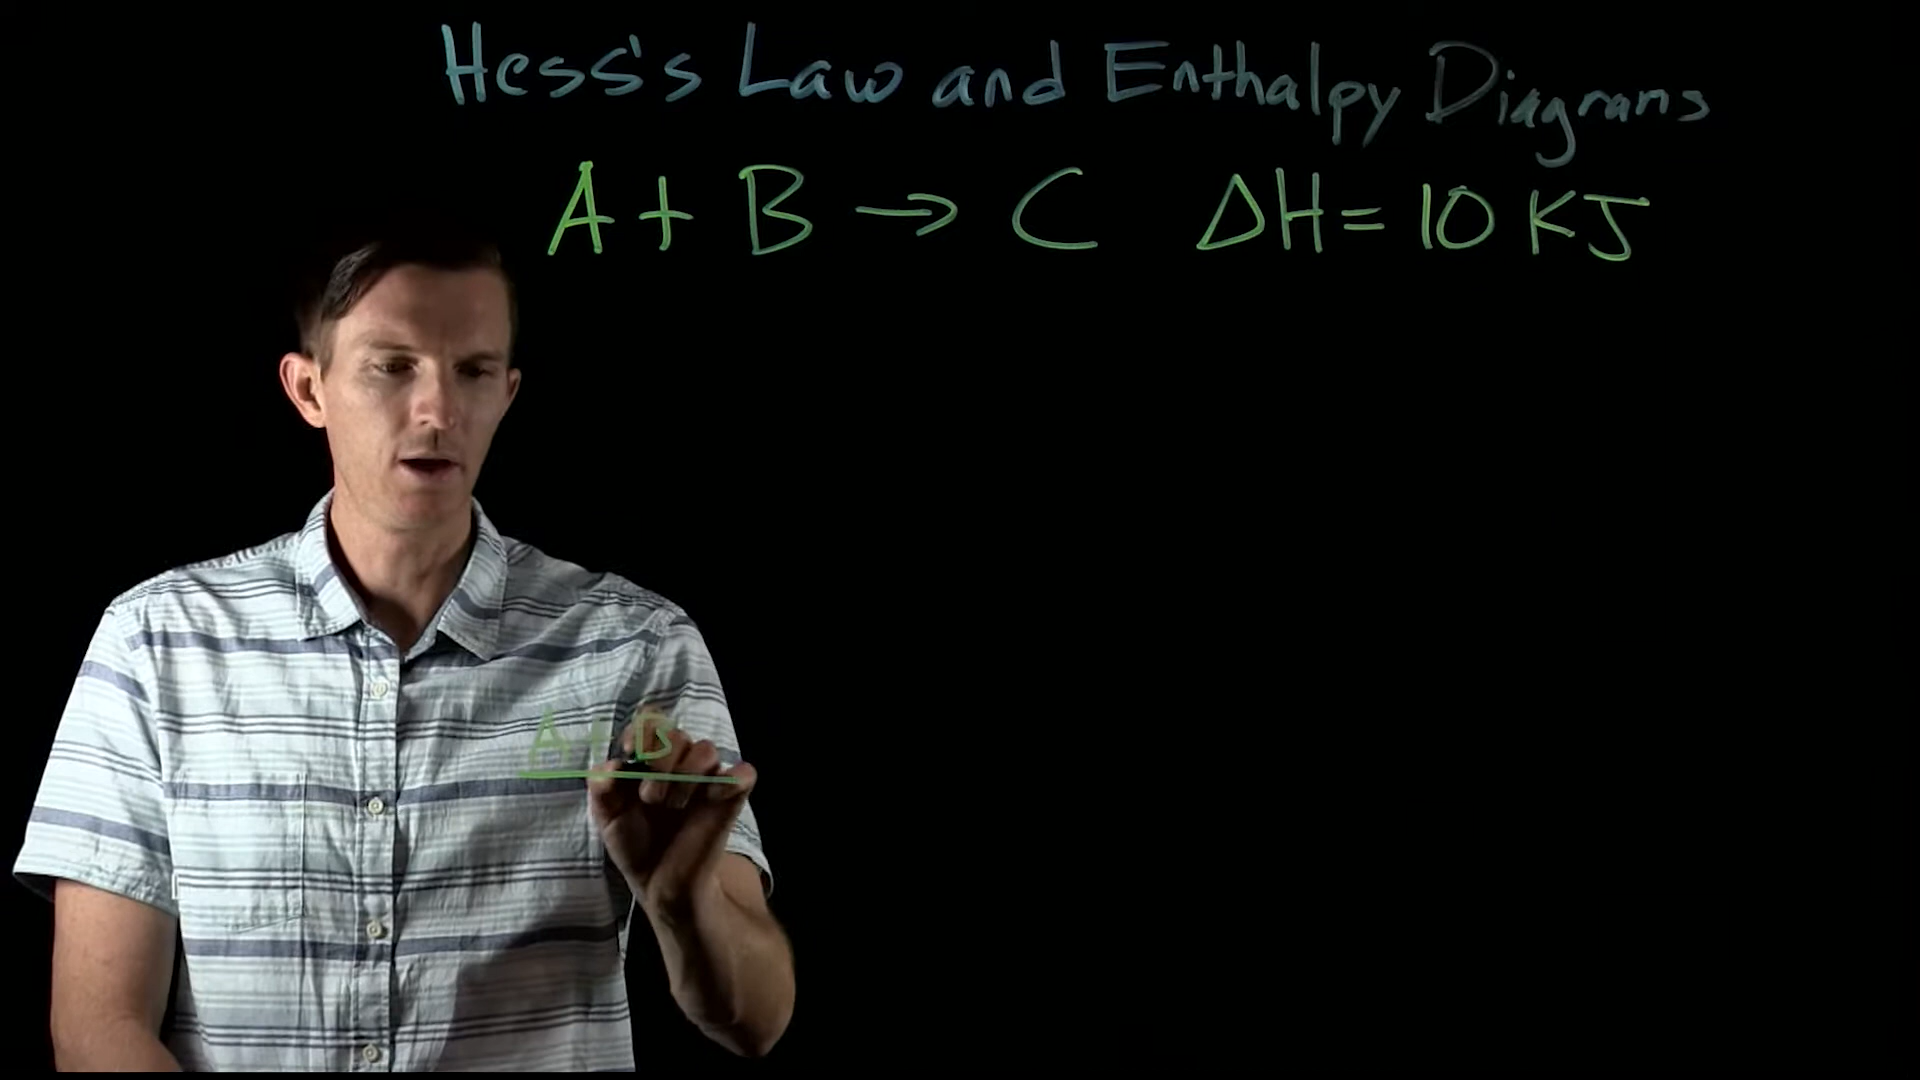 Hess's Law and Enthalpy Diagrams
A + B → C ΔH = 10 KJ
A + B